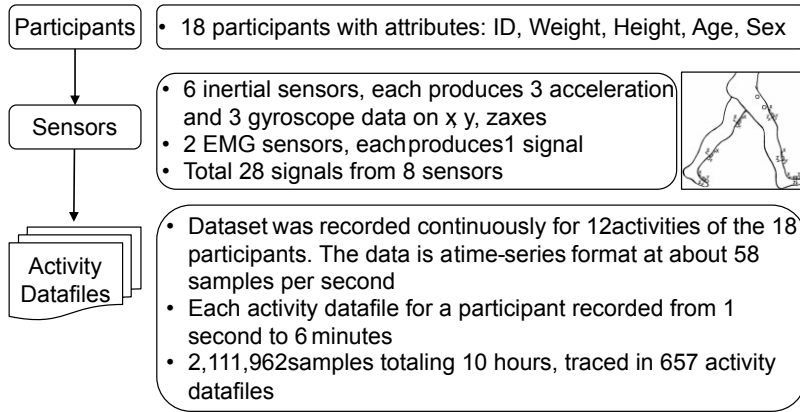 Participants
• 18 participants with attributes: ID, Weight, Height, Age, Sex
Sensors
• 6 inertial sensors, each produces 3 acceleration
and 3 gyroscope data on x, y, zaxes
• 2 EMG sensors, eachproduces1 signal
• Total 28 signals from 8 sensors
Activity
Datafiles
• Dataset was recorded continuously for 12activities of the 18
participants. The data is atime-series format at about 58
samples per second
• Each activity datafile for a participant recorded from 1
second to 6 minutes
• 2,111,962samples totaling 10 hours, traced in 657 activity
datafiles